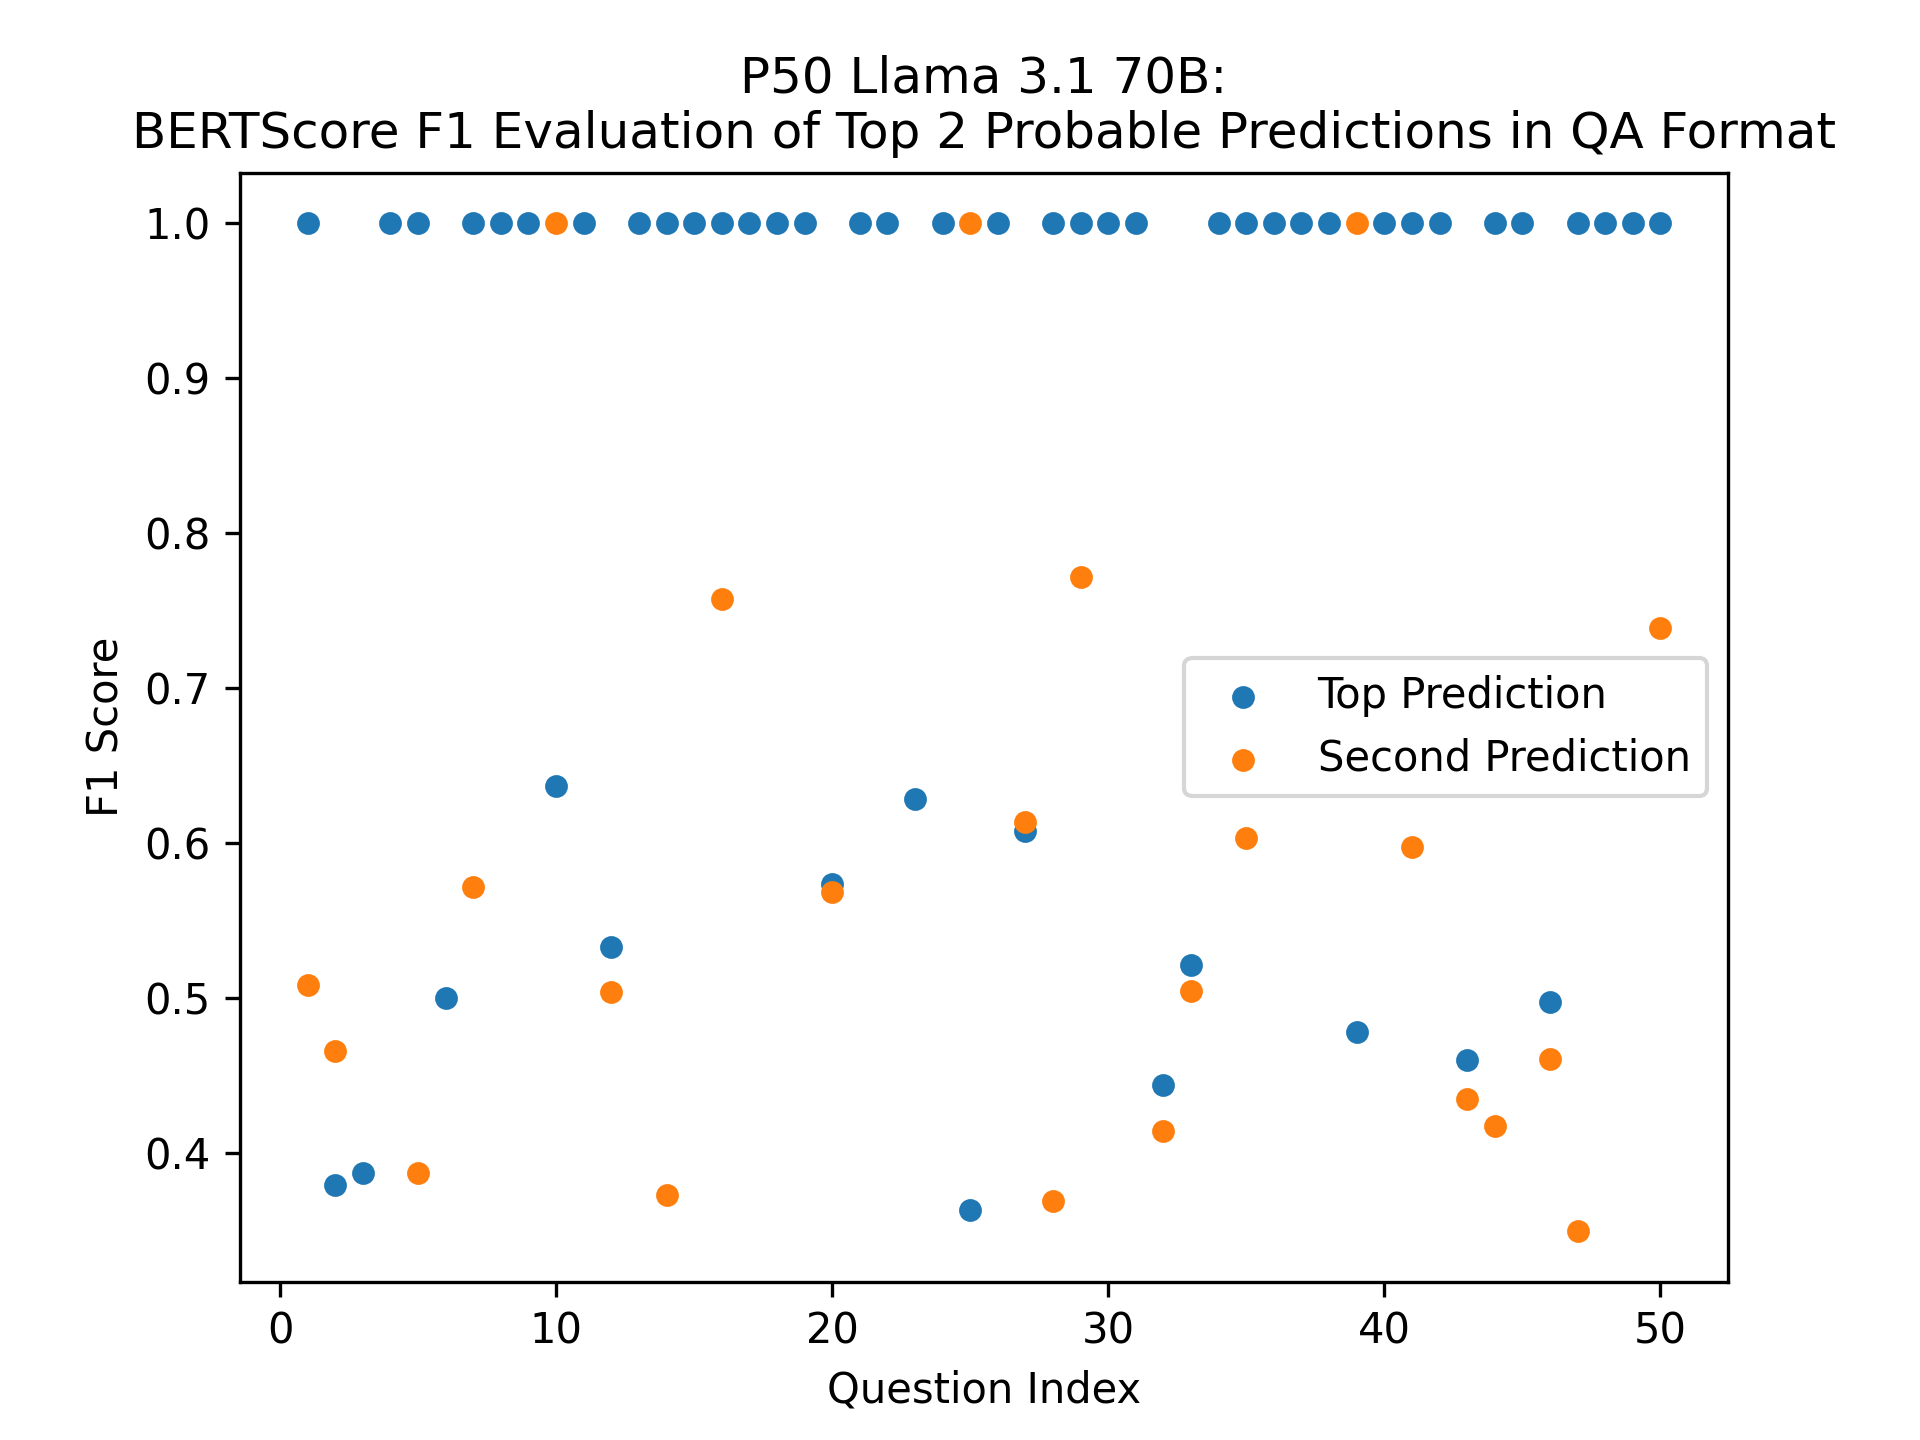 P50 Llama 3.1 70B:
BERTScore F1 Evaluation of Top 2 Probable Predictions in QA Format
1.0
0.9
0.8
0.7
0.6
0.5
0.4
F1 Score
Top Prediction
Second Prediction
0 10 20 30 40 50
Question Index